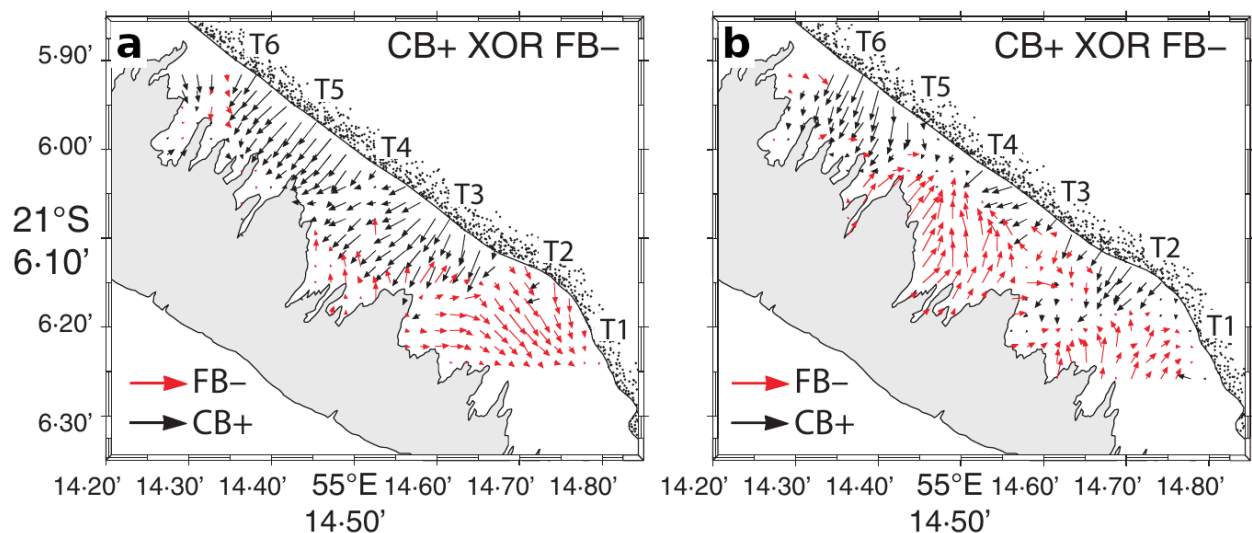 a
CB+ XOR FB−
T6
T5
T4
T3
T2
T1
5·90’
6·00’
21°S
6·10’
6·20’
6·30’
FB−
CB+
14·20’ 14·30’ 14·40’ 55°E 14·60’ 14·70’ 14·80’
14·50’
b
CB+ XOR FB−
T6
T5
T4
T3
T2
T1
FB−
CB+
14·20’ 14·30’ 14·40’ 55°E 14·60’ 14·70’ 14·80’
14·50’